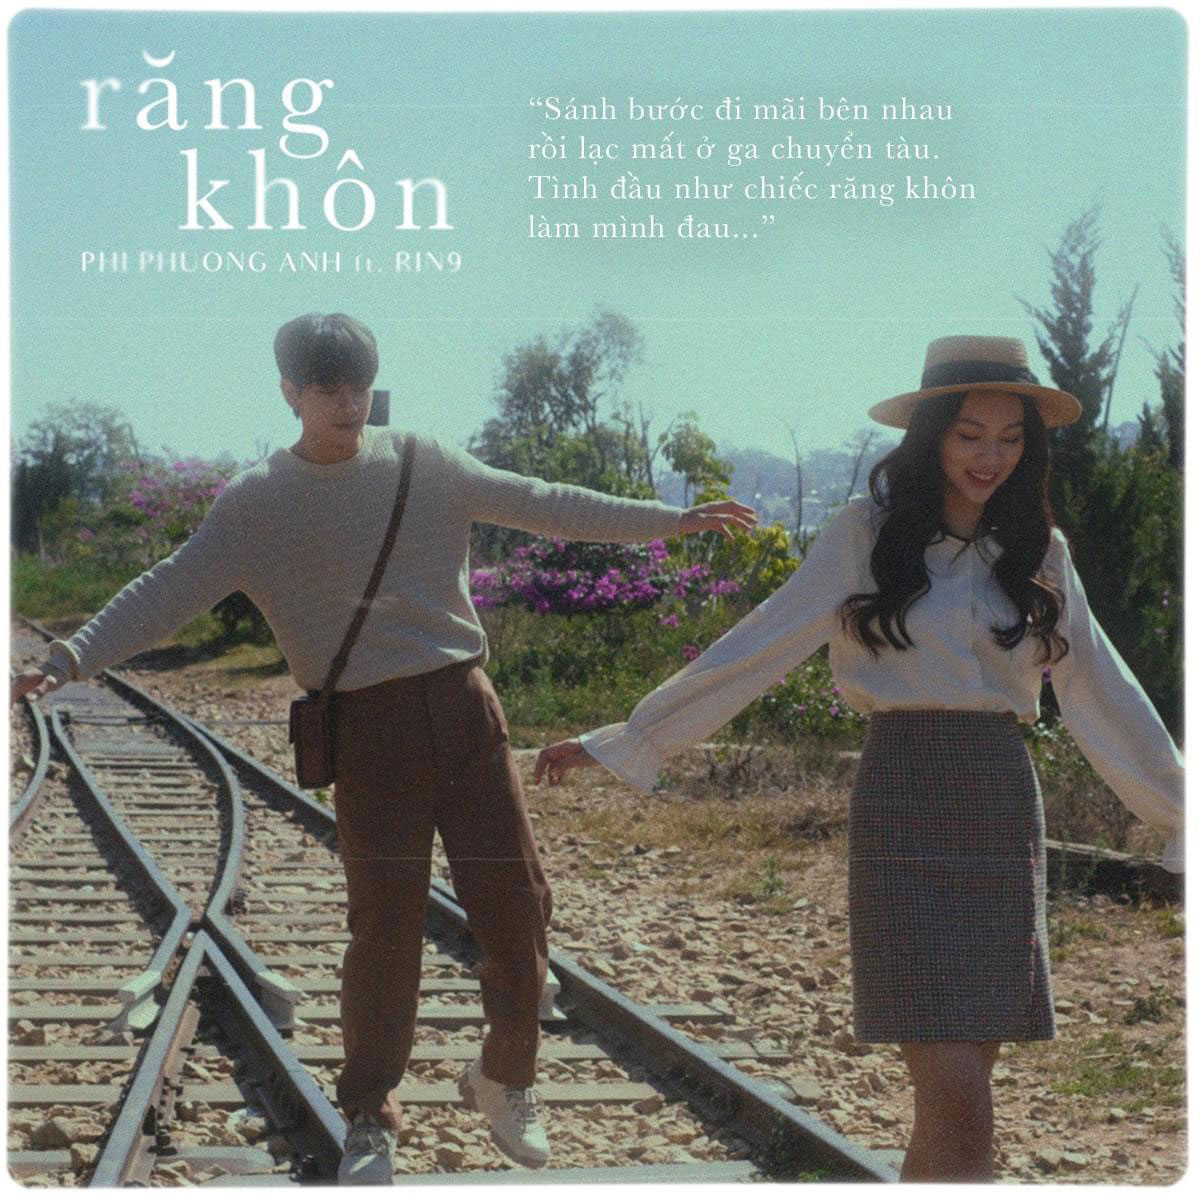 răng
khôn
PHI PHUONG ANH ft. RIN9
“Sánh bước đi mãi bên nhau
rồi lạc mất ở ga chuyển tàu.
Tình đầu như chiếc răng khôn
làm mình đau...”